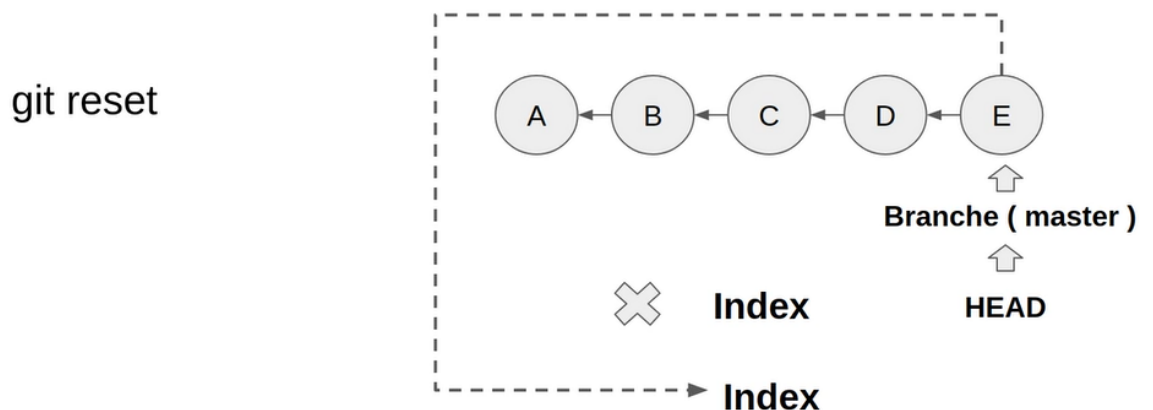 git reset
A
B
C
D
E
Branche ( master )
Index
HEAD
Index